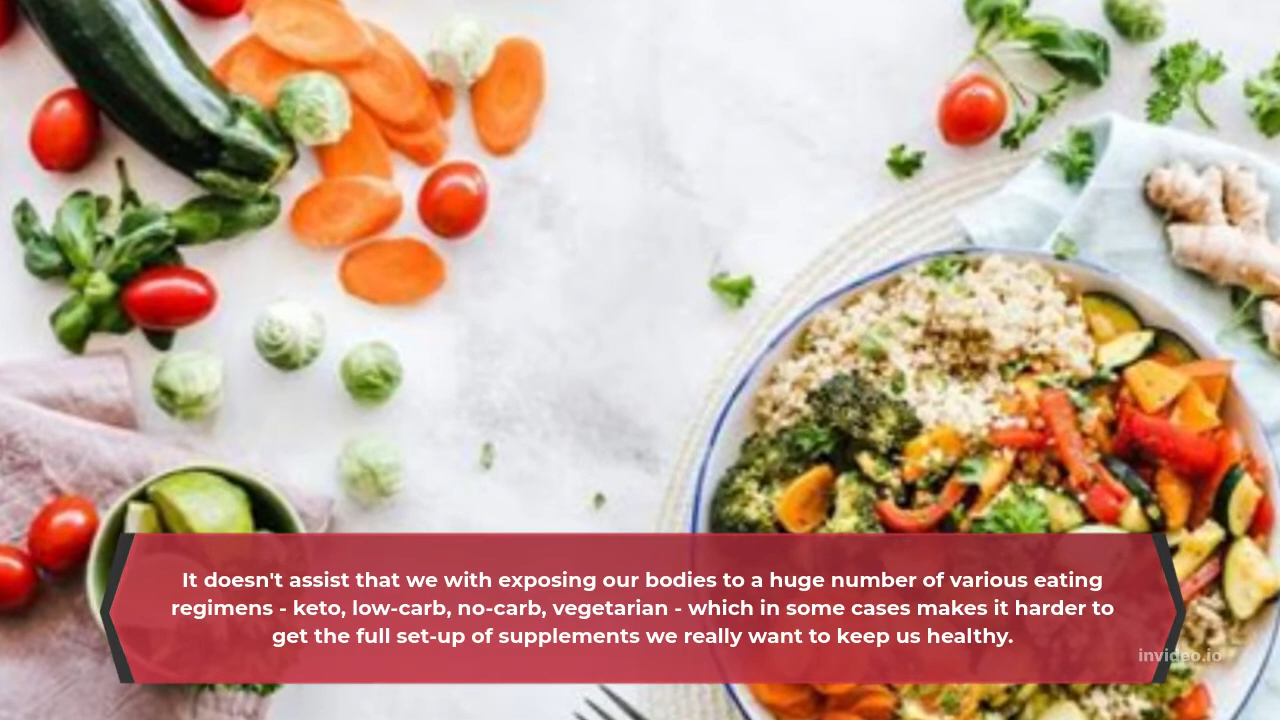 It doesn't assist that we with exposing our bodies to a huge number of various eating
regimens - keto, low-carb, no-carb, vegetarian - which in some cases makes it harder to
get the full set-up of supplements we really want to keep us healthy.
invideo.io